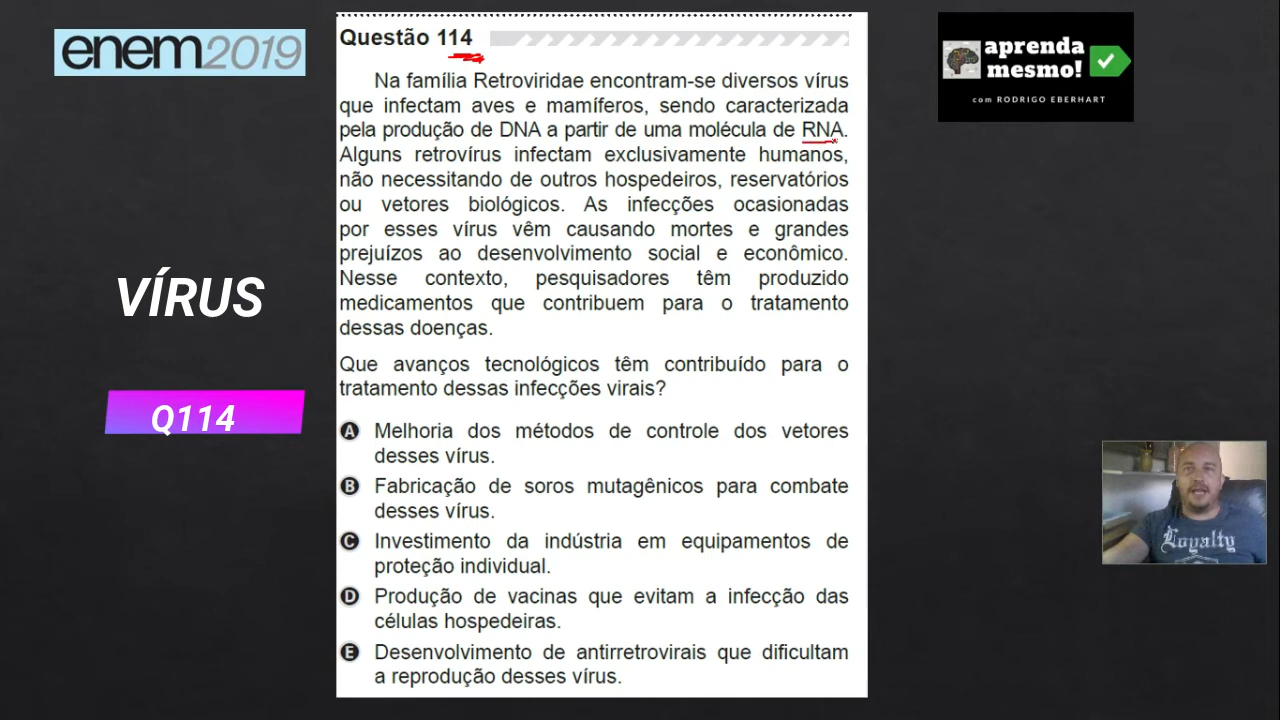 enem2019
aprenda
mesmo!
com RODRIGO EBERHART
VÍRUS
Q114
Questão 114
Na família Retroviridae encontram-se diversos vírus
que infectam aves e mamíferos, sendo caracterizada
pela produção de DNA a partir de uma molécula de RNA.
Alguns retrovírus infectam exclusivamente humanos,
não necessitando de outros hospedeiros, reservatórios
ou vetores biológicos. As infecções ocasionadas
por esses vírus vêm causando mortes e grandes
prejuízos ao desenvolvimento social e econômico.
Nesse contexto, pesquisadores têm produzido
medicamentos que contribuem para o tratamento
dessas doenças.
Que avanços tecnológicos têm contribuído para o
tratamento dessas infecções virais?
A Melhoria dos métodos de controle dos vetores
desses vírus.
B Fabricação de soros mutagênicos para combate
desses vírus.
C Investimento da indústria em equipamentos de
proteção individual.
D Produção de vacinas que evitam a infecção das
células hospedeiras.
E Desenvolvimento de antirretrovirais que dificultam
a reprodução desses vírus.
Loyalty